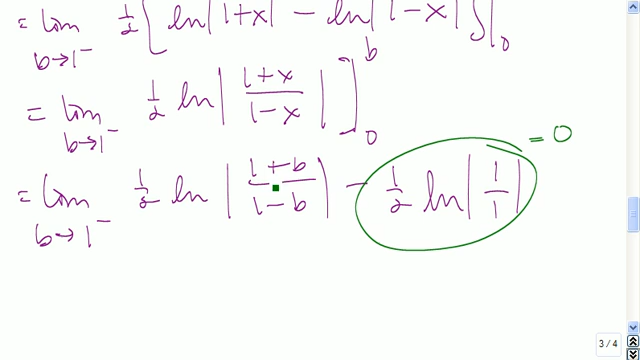 = lim b→1⁻ 1/2 [ln|1+x| − ln|1−x|]|₀
= lim b→1⁻ 1/2 ln|(1+x)/(1−x)|]₀ᵇ
= lim b→1⁻ 1/2 ln|(1+b)/(1−b)| − 1/2 ln|1/1| = 0
3 / 4